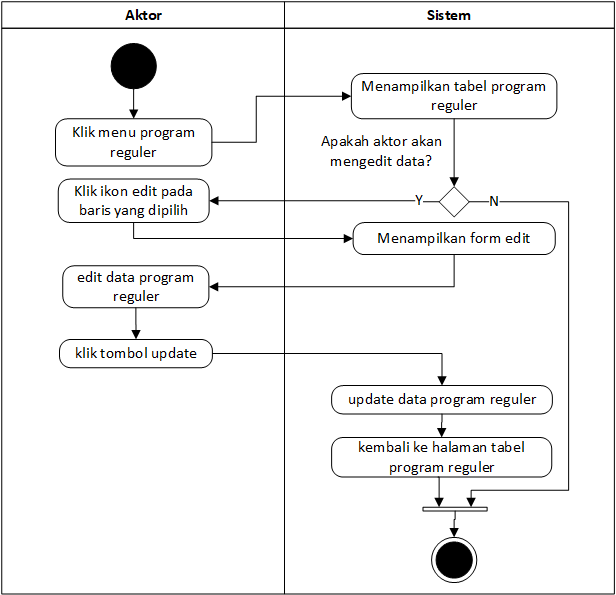 Aktor
Sistem
Menampilkan tabel program
reguler
Klik menu program
reguler
Apakah aktor akan
mengedit data?
Klik ikon edit pada
baris yang dipilih
Y
N
Menampilkan form edit
edit data program
reguler
klik tombol update
update data program reguler
kembali ke halaman tabel
program reguler